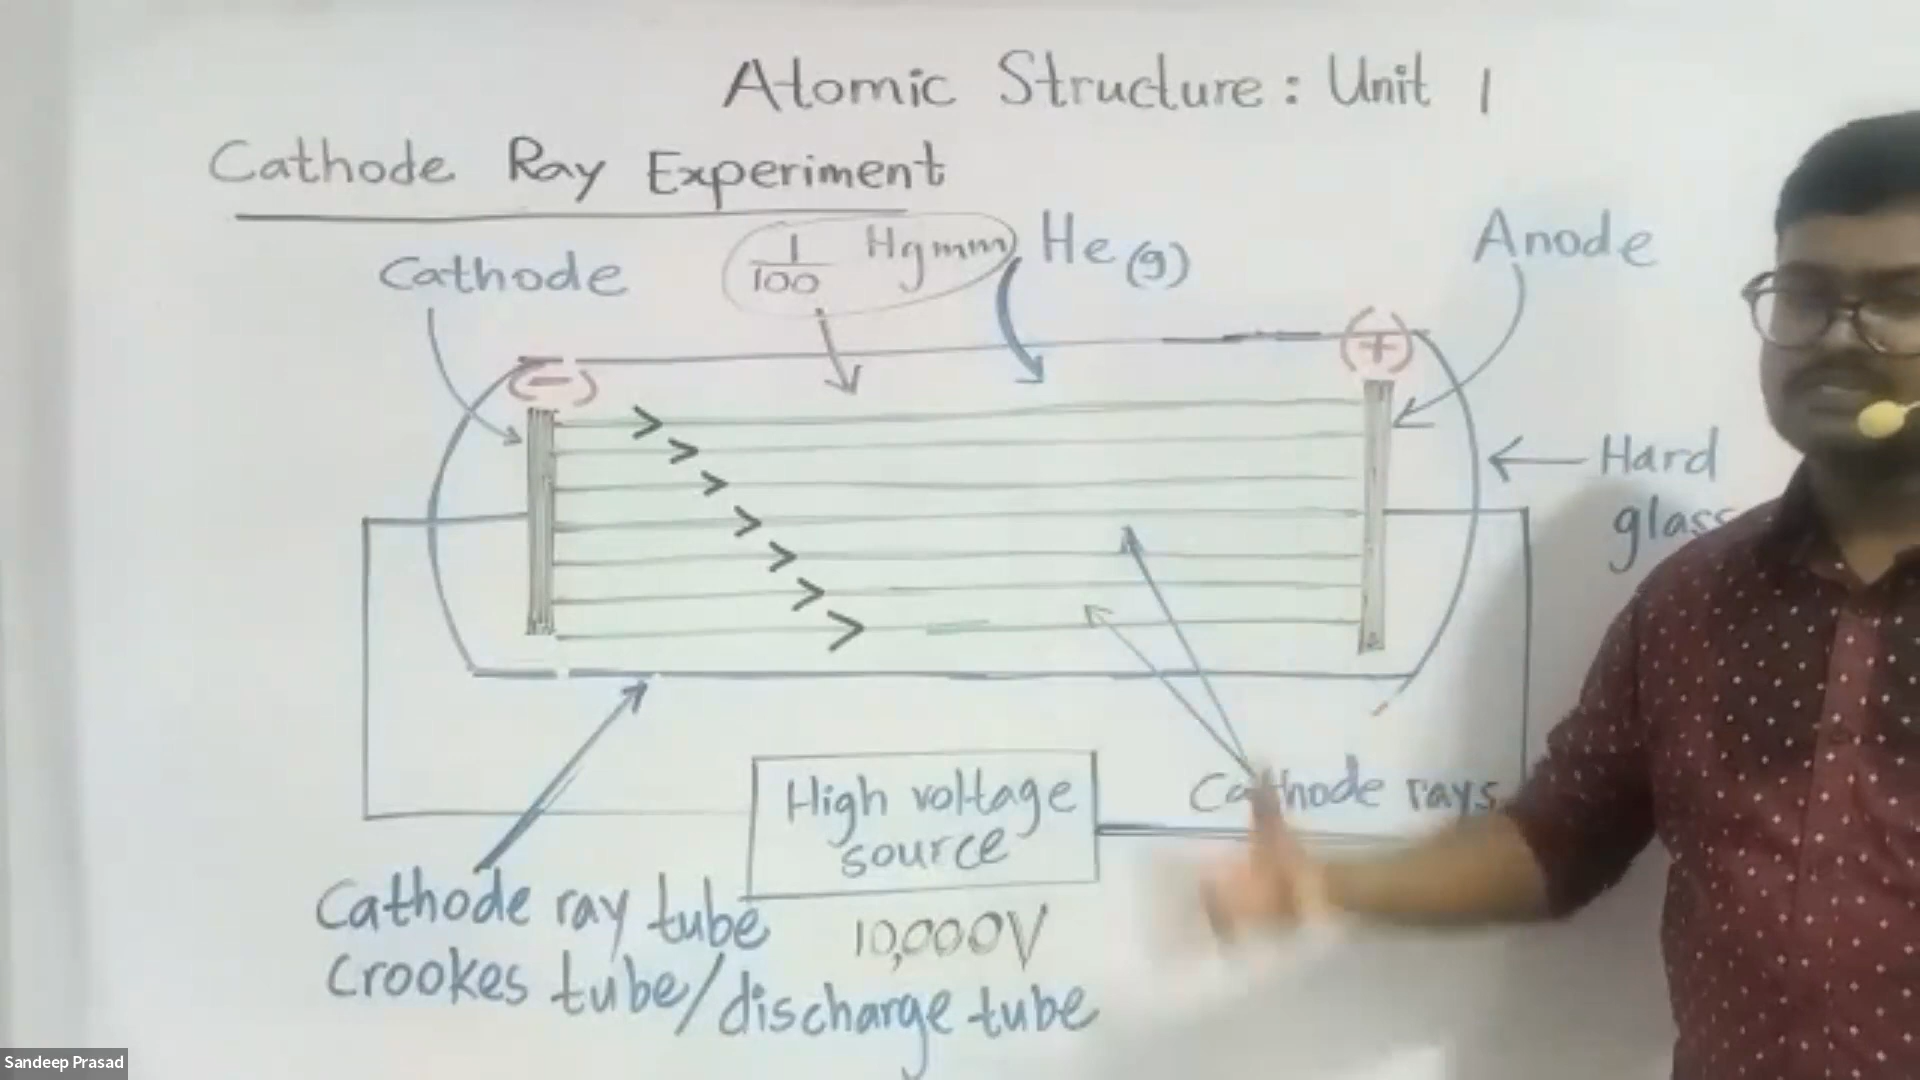 Atomic Structure: Unit 1
Cathode Ray Experiment
Cathode
1/100 Hgmm
He (g)
Anode
(-)
(+)
Hard
glass
High voltage
source
Cathode rays
10,000V
Cathode ray tube
Crookes tube/discharge tube
Sandeep Prasad